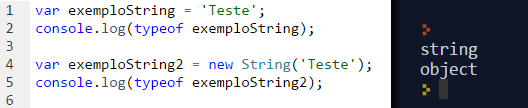 1 var exemploString = 'Teste';
2 console.log(typeof exemploString);
3
4 var exemploString2 = new String('Teste');
5 console.log(typeof exemploString2);
6
>
string
object
>